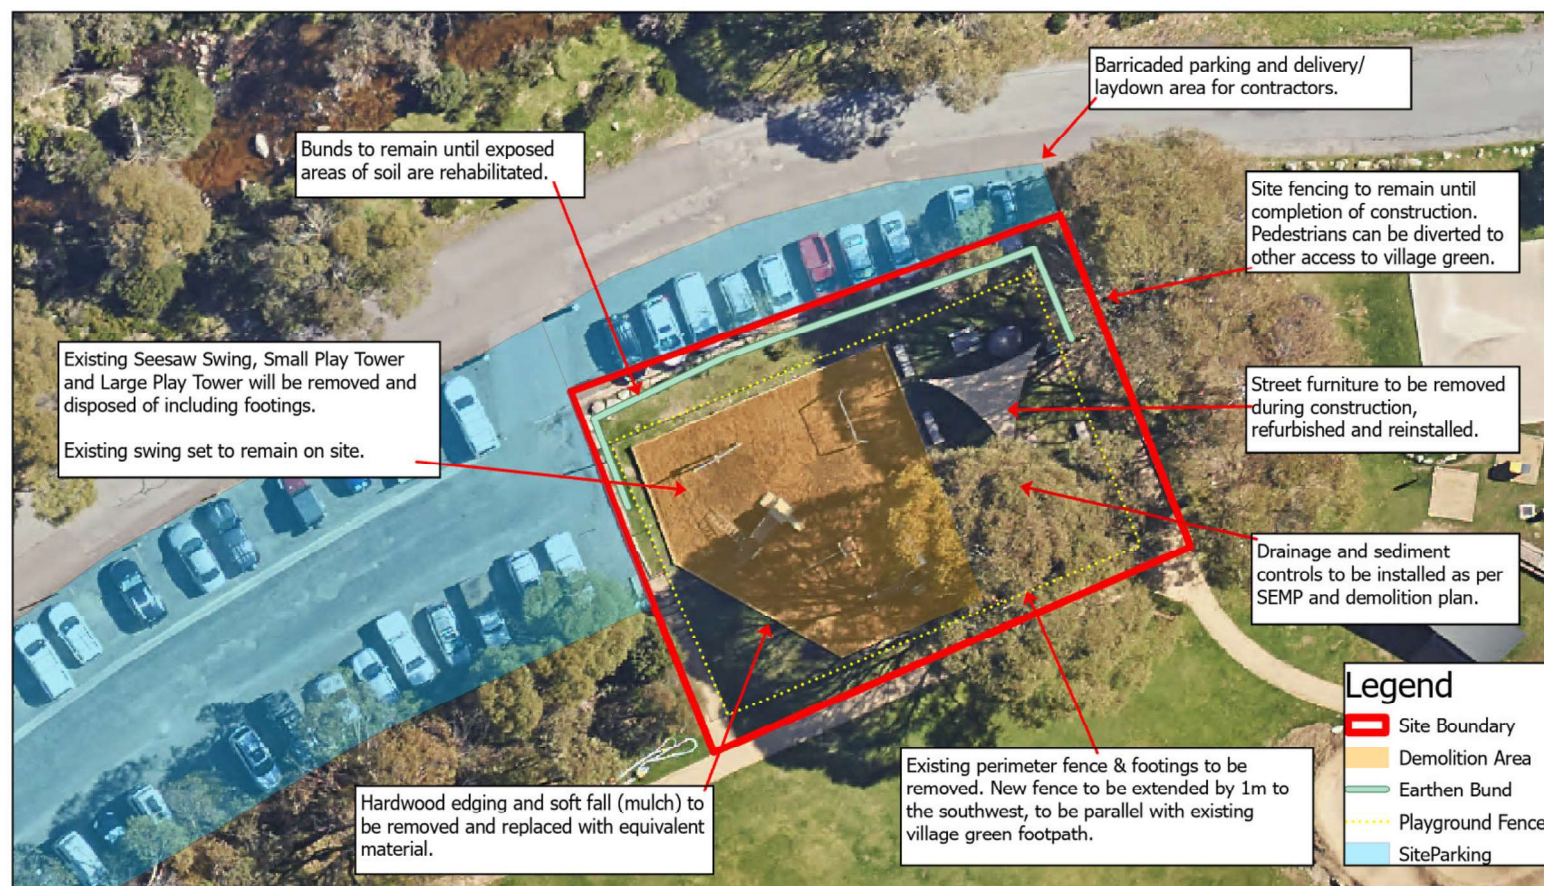 Barricaded parking and delivery/
laydown area for contractors.
Bunds to remain until exposed
areas of soil are rehabilitated.
Site fencing to remain until
completion of construction.
Pedestrians can be diverted to
other access to village green.
Existing Seesaw Swing, Small Play Tower
and Large Play Tower will be removed and
disposed of including footings.
Existing swing set to remain on site.
Street furniture to be removed
during construction,
refurbished and reinstalled.
Drainage and sediment
controls to be installed as per
SEMP and demolition plan.
Existing perimeter fence & footings to be
removed. New fence to be extended by 1m to
the southwest, to be parallel with existing
village green footpath.
Hardwood edging and soft fall (mulch) to
be removed and replaced with equivalent
material.
Legend
Site Boundary
Demolition Area
Earthen Bund
Playground Fence
SiteParking